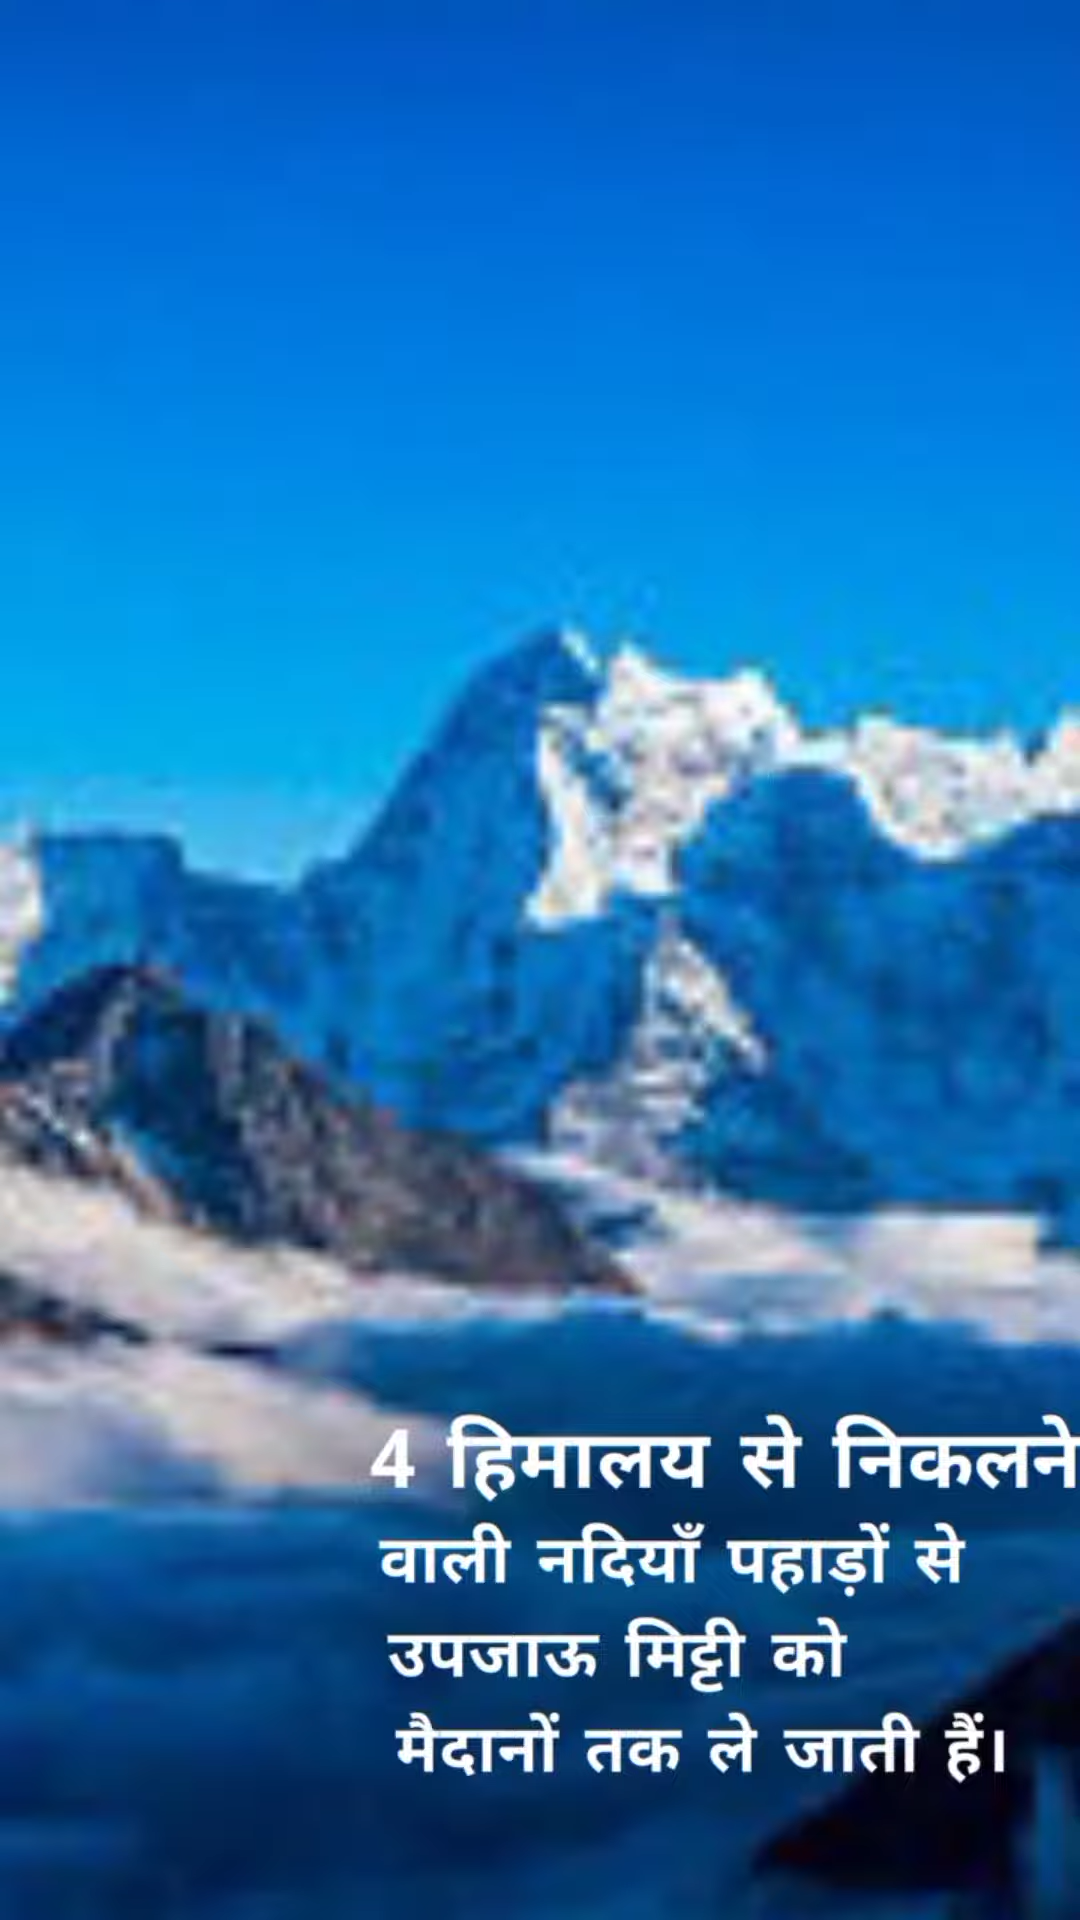 4 हिमालय से निकलने
वाली नदियाँ पहाड़ों से
उपजाऊ मिट्टी को
मैदानों तक ले जाती हैं।